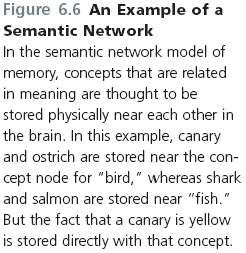 Figure 6.6 An Example of a
Semantic Network
In the semantic network model of
memory, concepts that are related
in meaning are thought to be
stored physically near each other in
the brain. In this example, canary
and ostrich are stored near the con-
cept node for "bird," whereas shark
and salmon are stored near "fish."
But the fact that a canary is yellow
is stored directly with that concept.